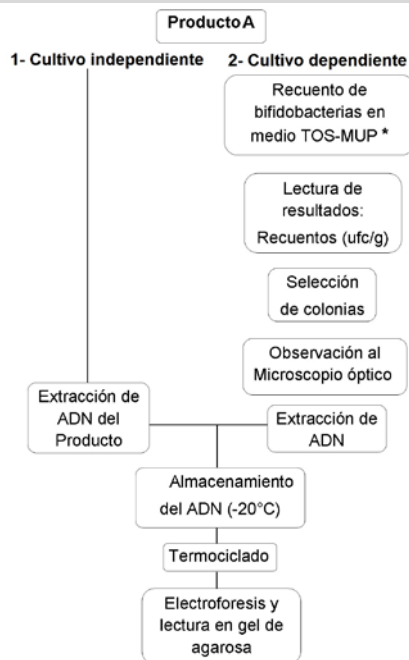 Producto A
1- Cultivo independiente
2- Cultivo dependiente
Recuento de
bifidobacterias en
medio TOS-MUP *
Lectura de
resultados:
Recuentos (ufc/g)
Selección
de colonias
Observación al
Microscopio óptico
Extracción de
ADN del
Producto
Extracción de
ADN
Almacenamiento
del ADN (-20°C)
Termociclado
Electroforesis y
lectura en gel de
agarosa